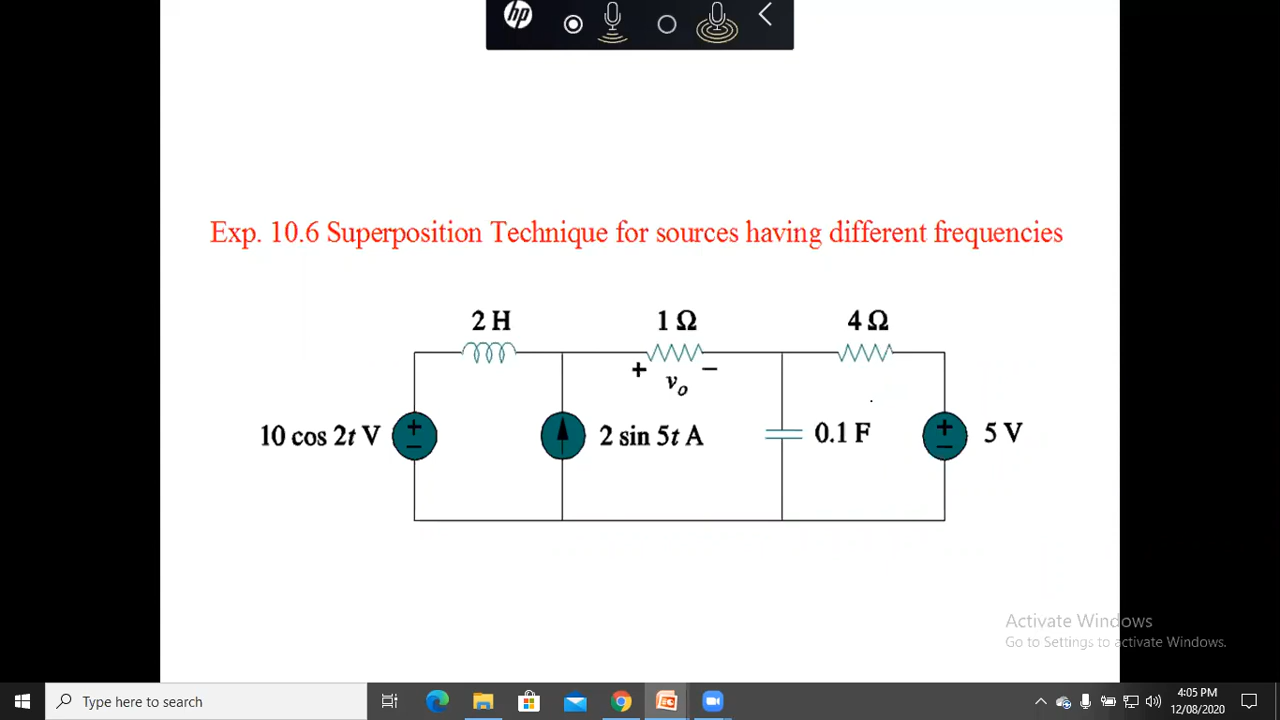 hp
Exp. 10.6 Superposition Technique for sources having different frequencies
2 H
1 Ω
4 Ω
+ vo −
10 cos 2t V
+
−
2 sin 5t A
0.1 F
+
−
5 V
Activate Windows
Go to Settings to activate Windows.
Type here to search
4:05 PM
12/08/2020